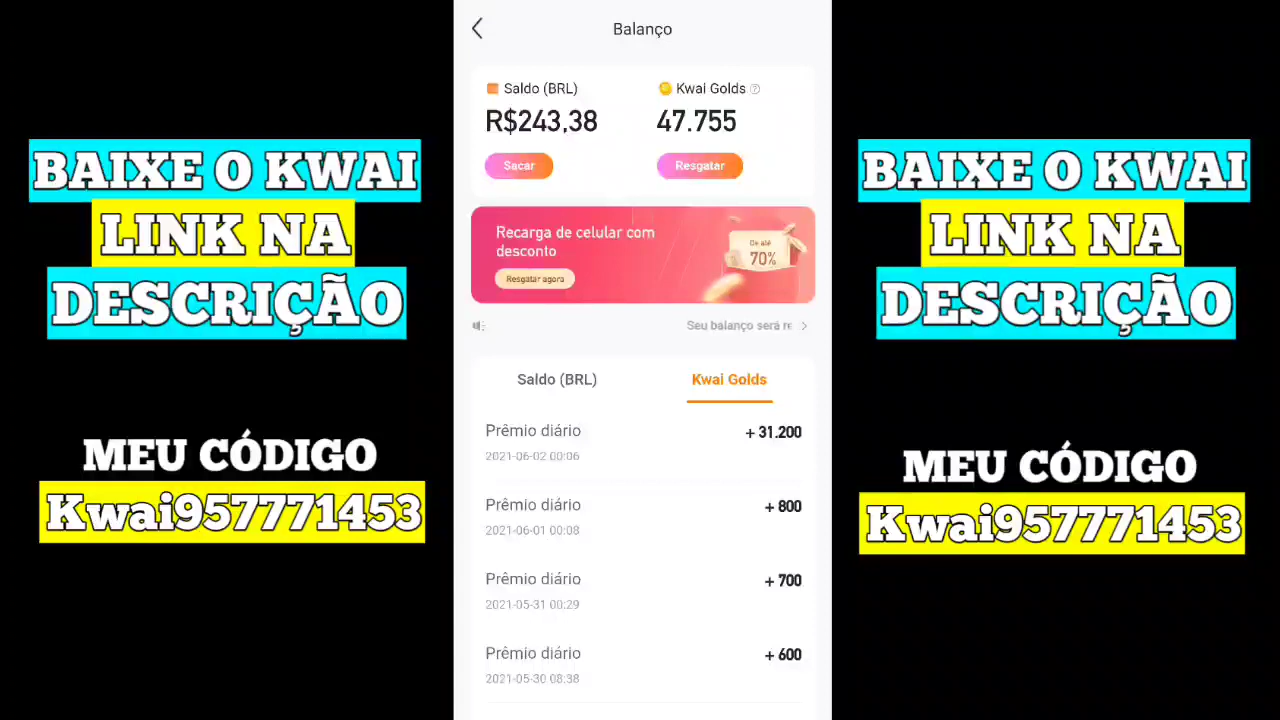 BAIXE O KWAI
LINK NA
DESCRIÇÃO
MEU CÓDIGO
Kwai957771453
Balanço
Saldo (BRL)
Kwai Golds
R$243,38
47.755
Sacar
Resgatar
Recarga de celular com
desconto
Resgatar agora
De até
70%
Seu balanço será re
Saldo (BRL)
Kwai Golds
Prêmio diário
+ 31.200
2021-06-02 00:06
Prêmio diário
+ 800
2021-06-01 00:08
Prêmio diário
+ 700
2021-05-31 00:29
Prêmio diário
+ 600
2021-05-30 08:38
BAIXE O KWAI
LINK NA
DESCRIÇÃO
MEU CÓDIGO
Kwai957771453